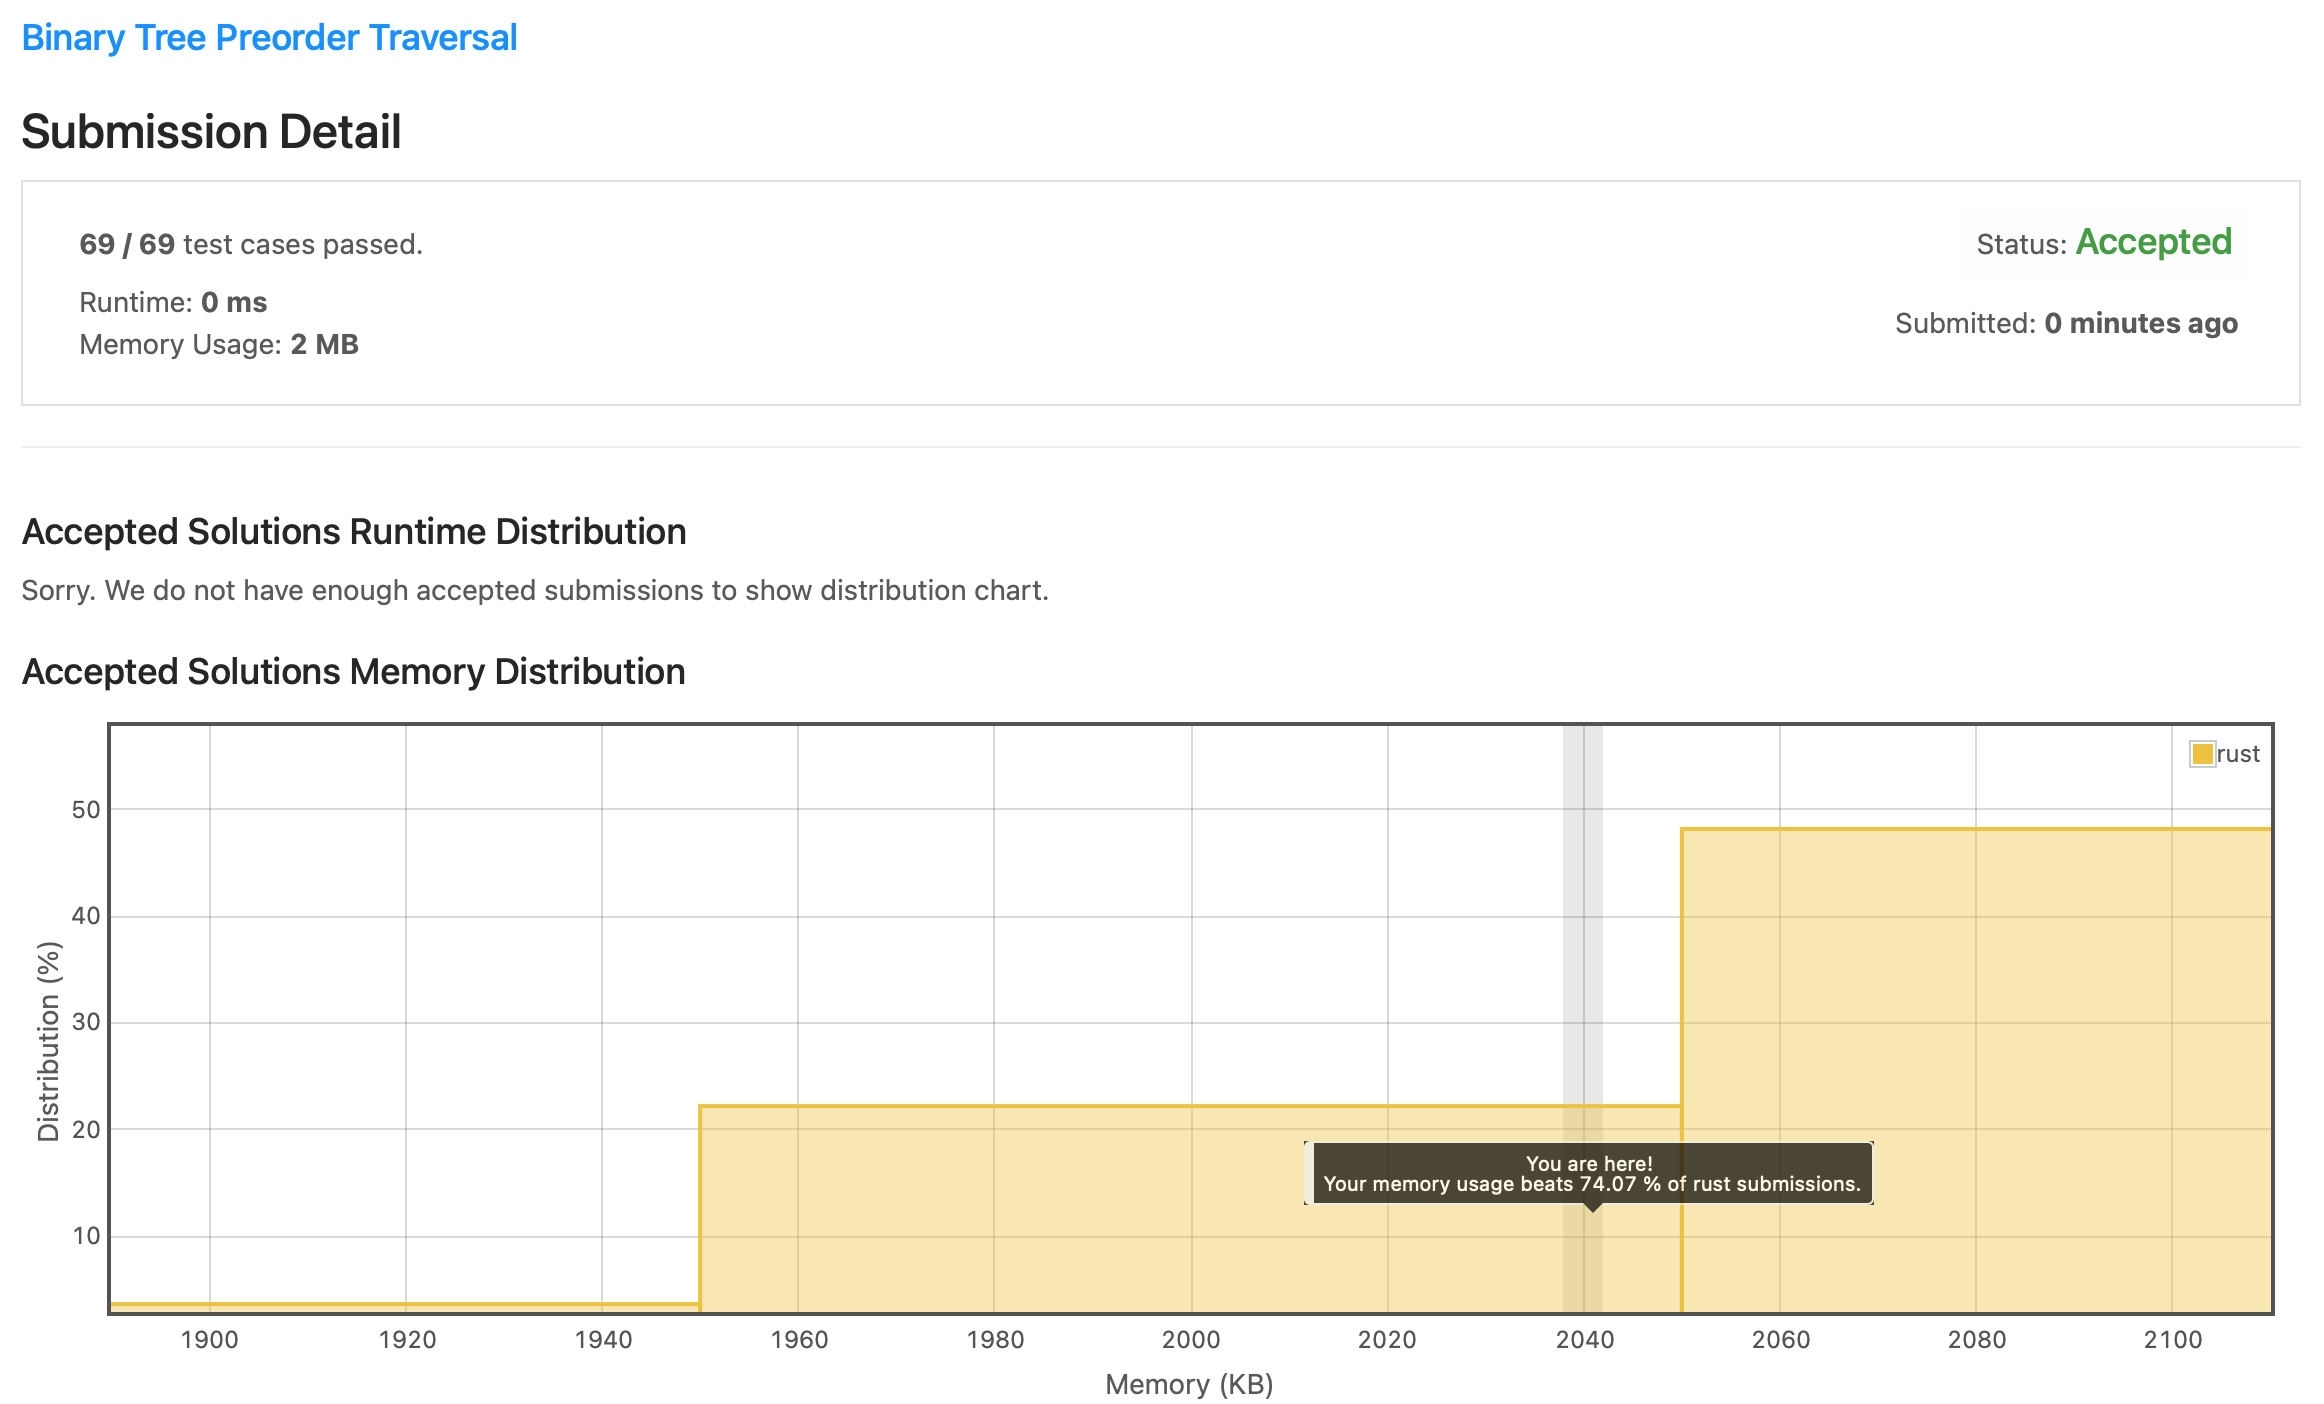 Binary Tree Preorder Traversal
Submission Detail
69 / 69 test cases passed.
Status: Accepted
Runtime: 0 ms
Submitted: 0 minutes ago
Memory Usage: 2 MB
Accepted Solutions Runtime Distribution
Sorry. We do not have enough accepted submissions to show distribution chart.
Accepted Solutions Memory Distribution
rust
50
40
30
20
10
Distribution (%)
You are here!
Your memory usage beats 74.07 % of rust submissions.
1900 1920 1940 1960 1980 2000 2020 2040 2060 2080 2100
Memory (KB)